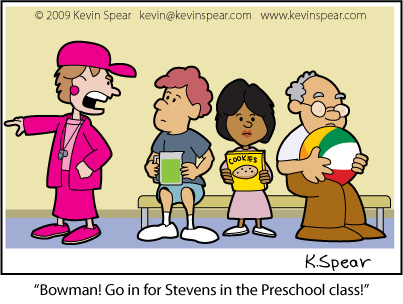 © 2009 Kevin Spear kevin@kevinspear.com www.kevinspear.com
COOKIES
K.Spear
“Bowman! Go in for Stevens in the Preschool class!”